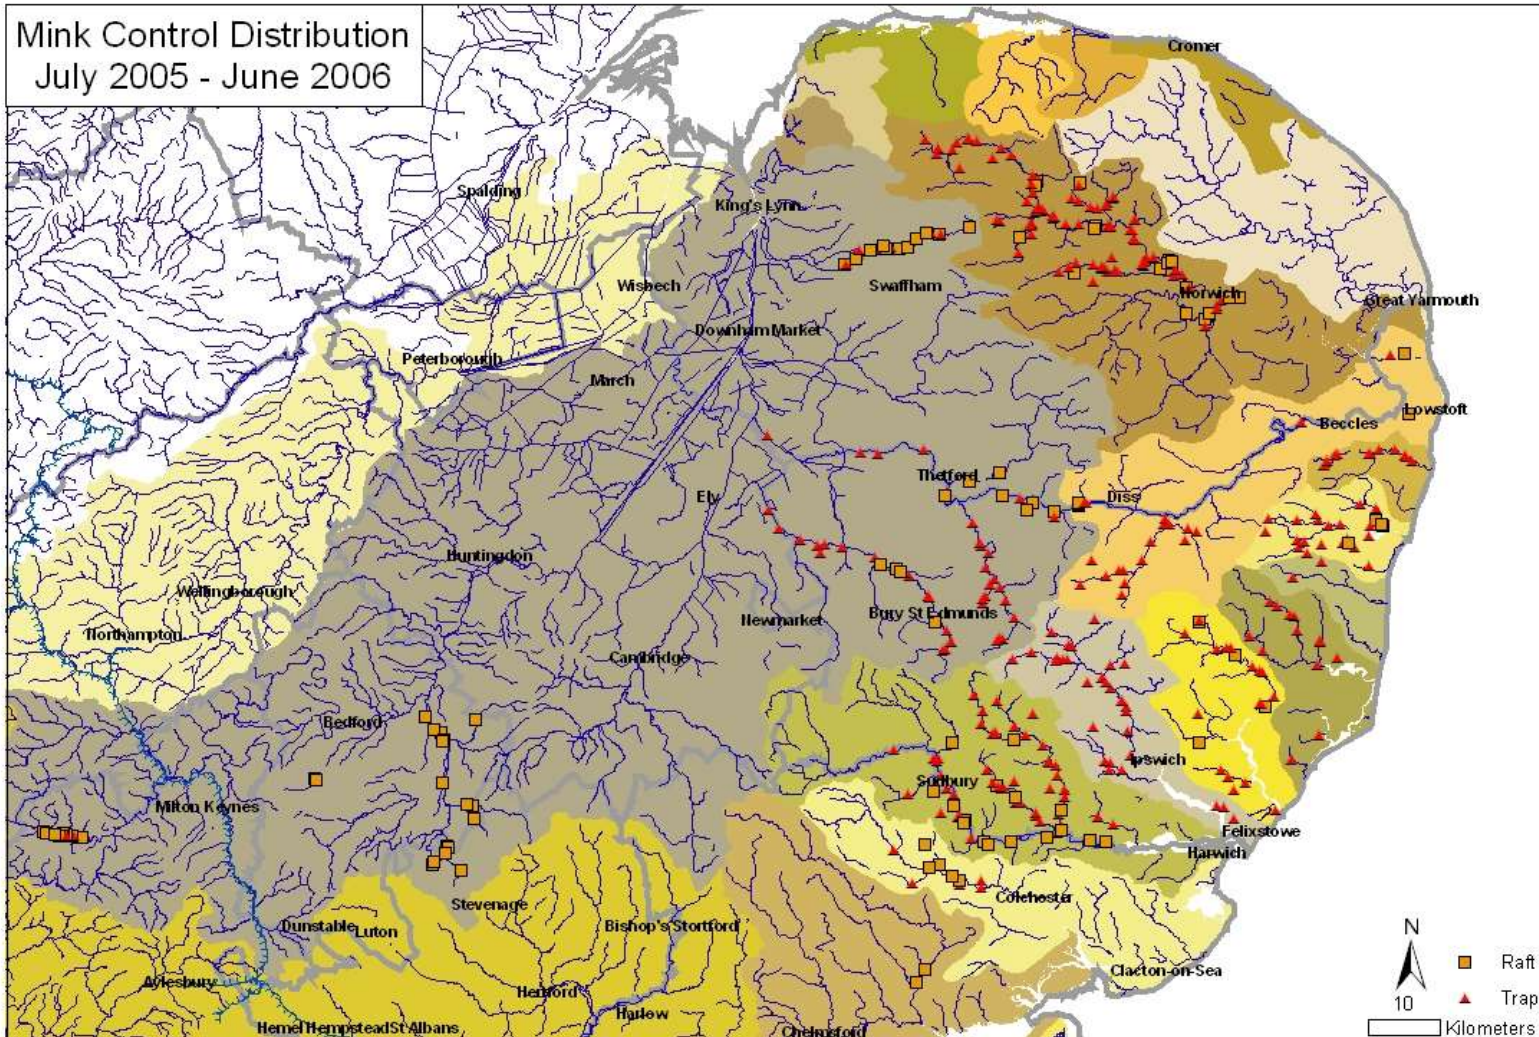 Mink Control Distribution
July 2005 - June 2006
Cromer
Spalding
King's Lynn
Wisbech
Swaffham
Norwich
Great Yarmouth
Downham Market
Peterborough
March
Lowstoft
Beccles
Thetford
Diss
Ely
Huntingdon
Wellingborough
Northampton
Newmarket
Bury St Edmunds
Cambridge
Bedford
Ipswich
Sudbury
Milton Keynes
Felixstowe
Harwich
Colchester
Stevenage
Dunstable
Luton
Bishop's Stortford
Clacton-on-Sea
Aylesbury
Hertford
Harlow
Hemel Hempstead
St Albans
Chelmsford
N
10
Kilometers
Raft
Trap